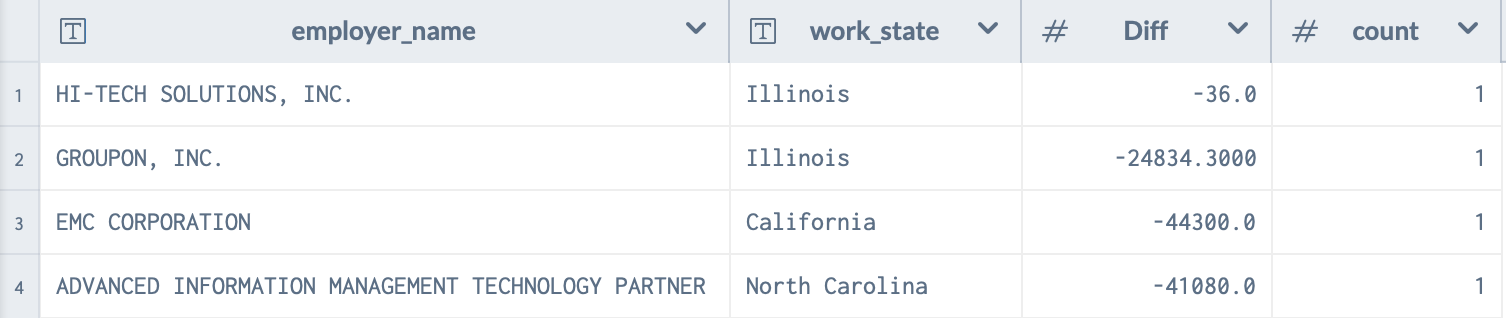 employer_name work_state # Diff # count
1 HI-TECH SOLUTIONS, INC. Illinois -36.0 1
2 GROUPON, INC. Illinois -24834.3000 1
3 EMC CORPORATION California -44300.0 1
4 ADVANCED INFORMATION MANAGEMENT TECHNOLOGY PARTNER North Carolina -41080.0 1